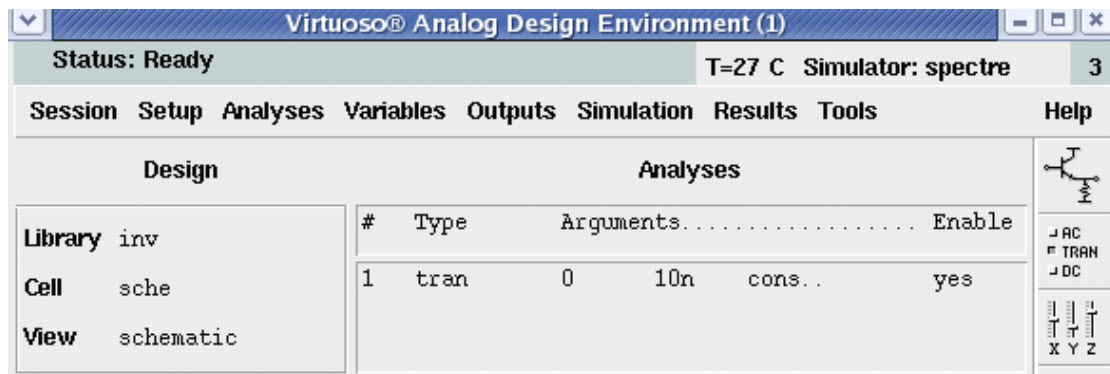 Virtuoso® Analog Design Environment (1)
Status: Ready
T=27 C Simulator: spectre 3
Session Setup Analyses Variables Outputs Simulation Results Tools Help
Design
Analyses
Library inv
Cell sche
View schematic
# Type Arguments................... Enable
1 tran 0 10n cons.. yes
AC
TRAN
DC
X Y Z